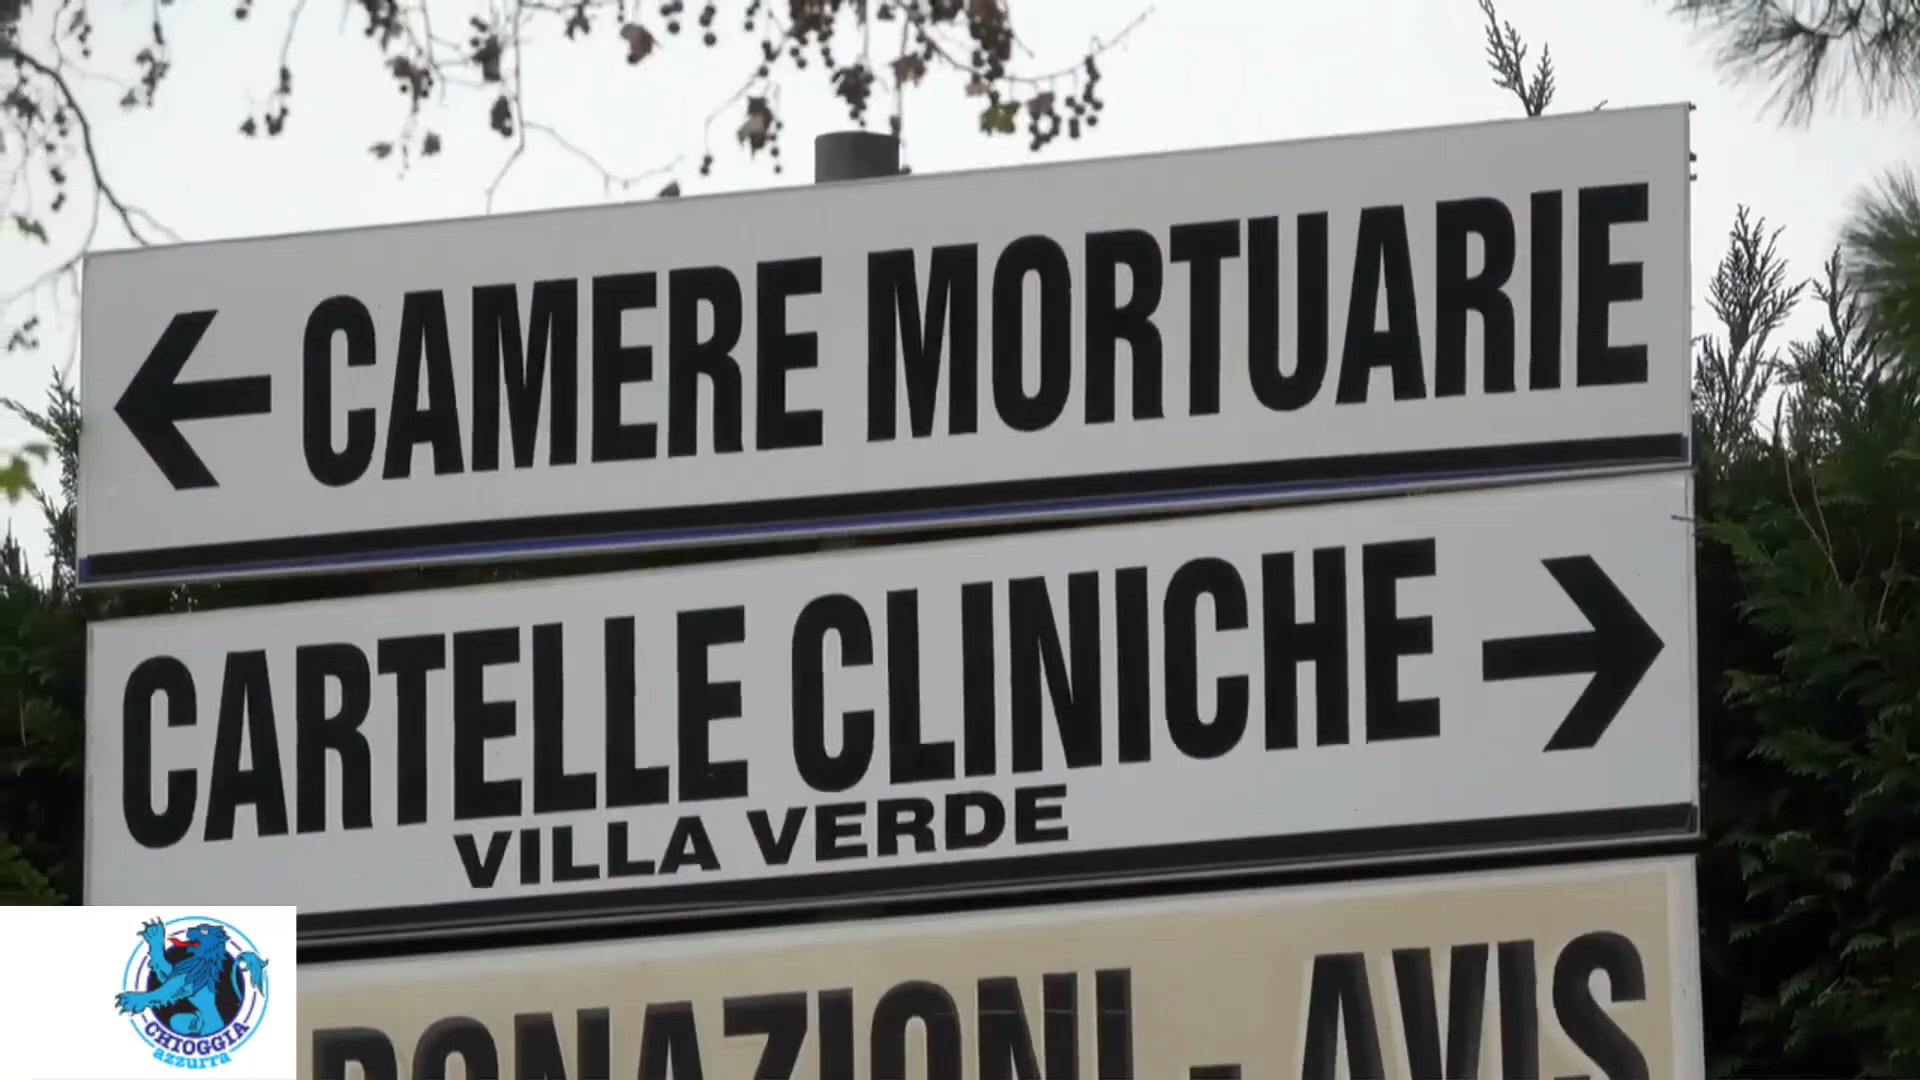 CAMERE MORTUARIE
CARTELLE CLINICHE
VILLA VERDE
DONAZIONI - AVIS
CHIOGGIA
azzurra